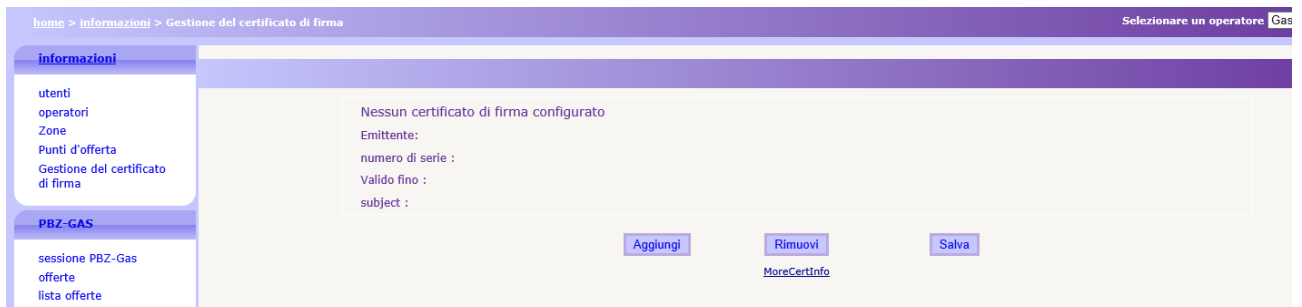 home > informazioni > Gestione del certificato di firma
Selezionare un operatore Gas
informazioni
utenti
operatori
Zone
Punti d'offerta
Gestione del certificato
di firma
PBZ-GAS
sessione PBZ-Gas
offerte
lista offerte
Nessun certificato di firma configurato
Emittente:
numero di serie :
Valido fino :
subject :
Aggiungi
Rimuovi
Salva
MoreCertInfo